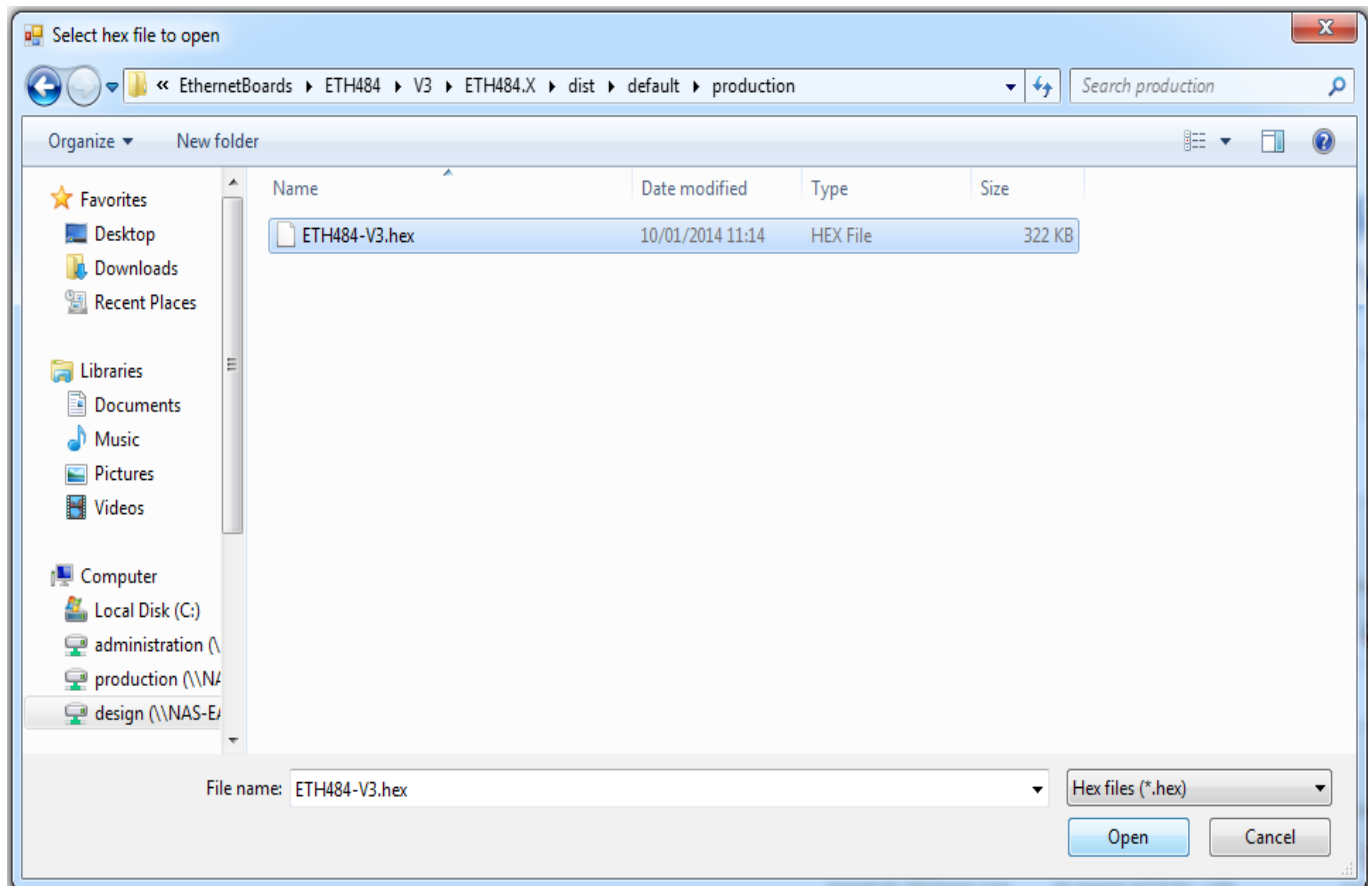 Select hex file to open
« EthernetBoards ▸ ETH484 ▸ V3 ▸ ETH484.X ▸ dist ▸ default ▸ production
Search production
Organize ▾ New folder
Favorites
Desktop
Downloads
Recent Places
Libraries
Documents
Music
Pictures
Videos
Computer
Local Disk (C:)
administration (\
production (\\NA
design (\\NAS-EA
Name Date modified Type Size
ETH484-V3.hex 10/01/2014 11:14 HEX File 322 KB
File name: ETH484-V3.hex Hex files (*.hex)
Open Cancel